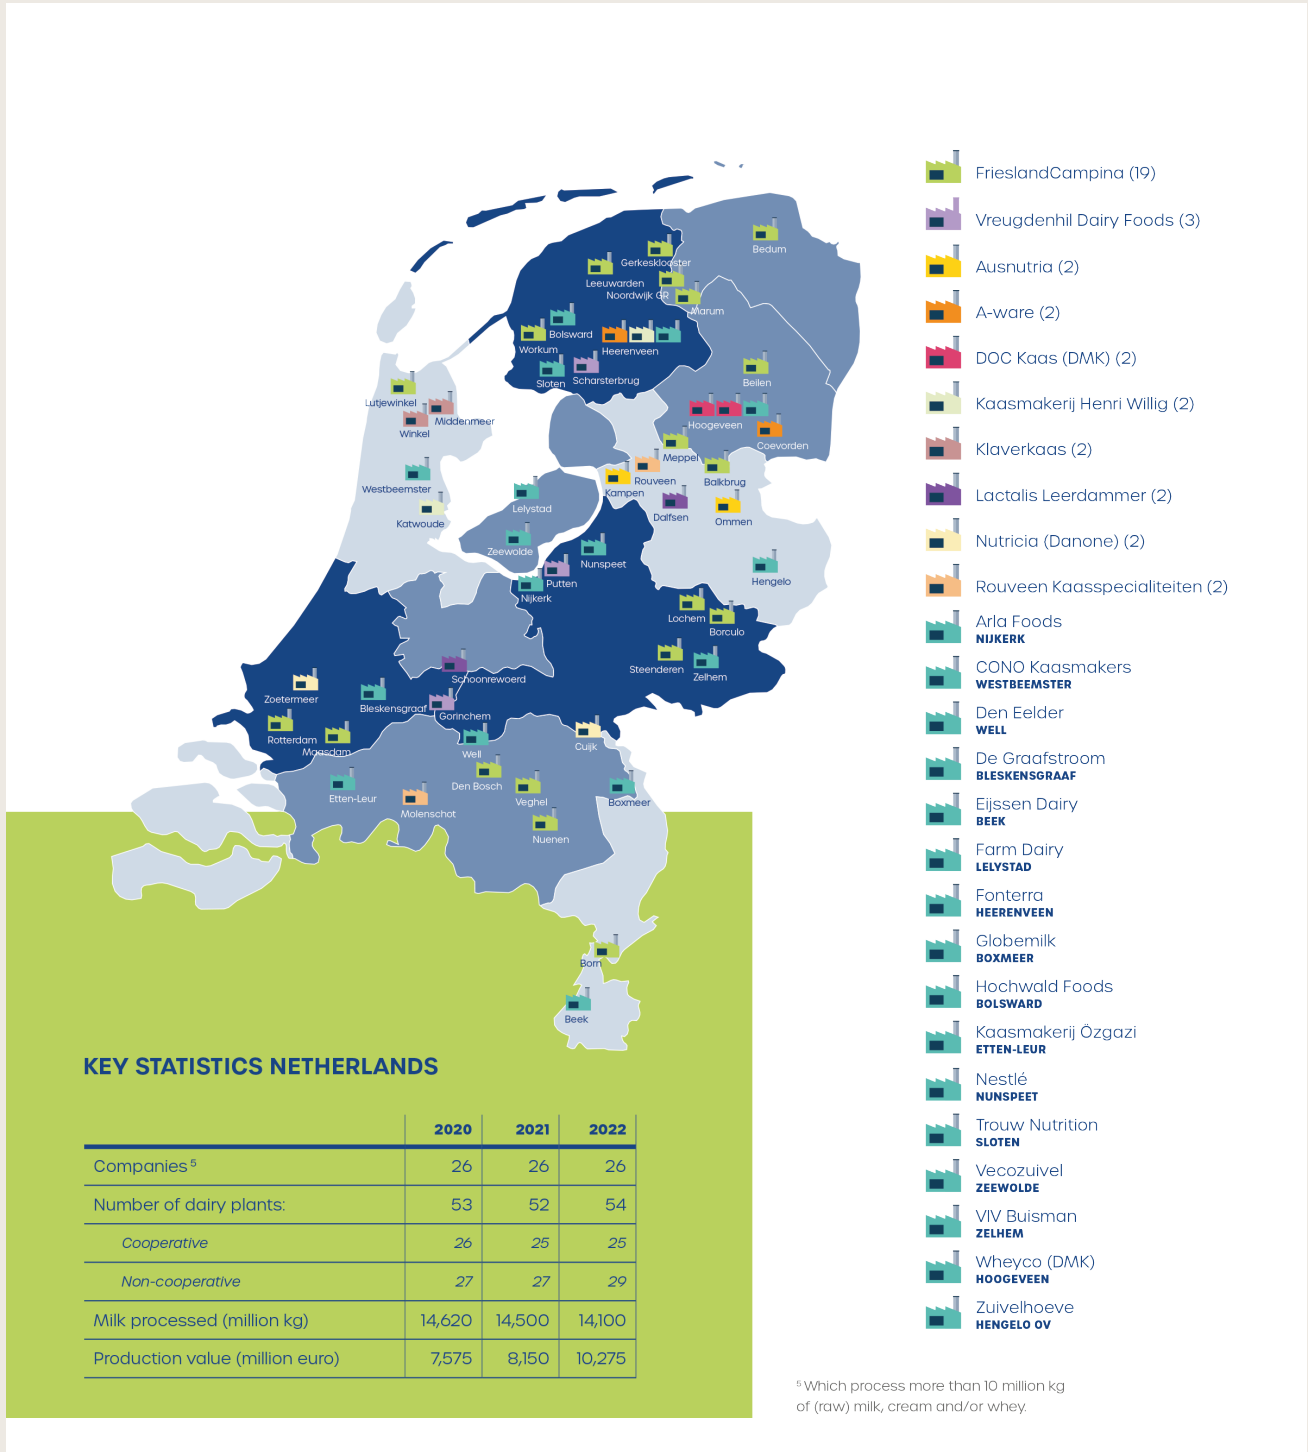 Bedum
Gerkesklooster
Leeuwarden
Noordwijk GR
Marum
Bolsward
Workum
Heerenveen
Sloten
Scharsterbrug
Beilen
Lutjewinkel
Middenmeer
Winkel
Hoogeveen
Coevorden
Meppel
Rouveen
Balkbrug
Westbeemster
Kampen
Katwoude
Lelystad
Dalfsen
Ommen
Zeewolde
Nunspeet
Putten
Hengelo
Nijkerk
Lochem
Borculo
Steenderen
Zelhem
Schoonrewoerd
Zoetermeer
Bleskensgraaf
Gorinchem
Rotterdam
Maasdam
Well
Cuijk
Den Bosch
Etten-Leur
Veghel
Boxmeer
Molenschot
Nuenen
Born
Beek
FrieslandCampina (19)
Vreugdenhil Dairy Foods (3)
Ausnutria (2)
A-ware (2)
DOC Kaas (DMK) (2)
Kaasmakerij Henri Willig (2)
Klaverkaas (2)
Lactalis Leerdammer (2)
Nutricia (Danone) (2)
Rouveen Kaasspecialiteiten (2)
Arla Foods
NIJKERK
CONO Kaasmakers
WESTBEEMSTER
Den Eelder
WELL
De Graafstroom
BLESKENSGRAAF
Eijssen Dairy
BEEK
Farm Dairy
LELYSTAD
Fonterra
HEERENVEEN
Globemilk
BOXMEER
Hochwald Foods
BOLSWARD
Kaasmakerij Özgazi
ETTEN-LEUR
Nestlé
NUNSPEET
Trouw Nutrition
SLOTEN
Vecozuivel
ZEEWOLDE
VIV Buisman
ZELHEM
Wheyco (DMK)
HOOGEVEEN
Zuivelhoeve
HENGELO OV
KEY STATISTICS NETHERLANDS
2020 2021 2022
Companies ⁵ 26 26 26
Number of dairy plants: 53 52 54
Cooperative 26 25 25
Non-cooperative 27 27 29
Milk processed (million kg) 14,620 14,500 14,100
Production value (million euro) 7,575 8,150 10,275
⁵ Which process more than 10 million kg
of (raw) milk, cream and/or whey.